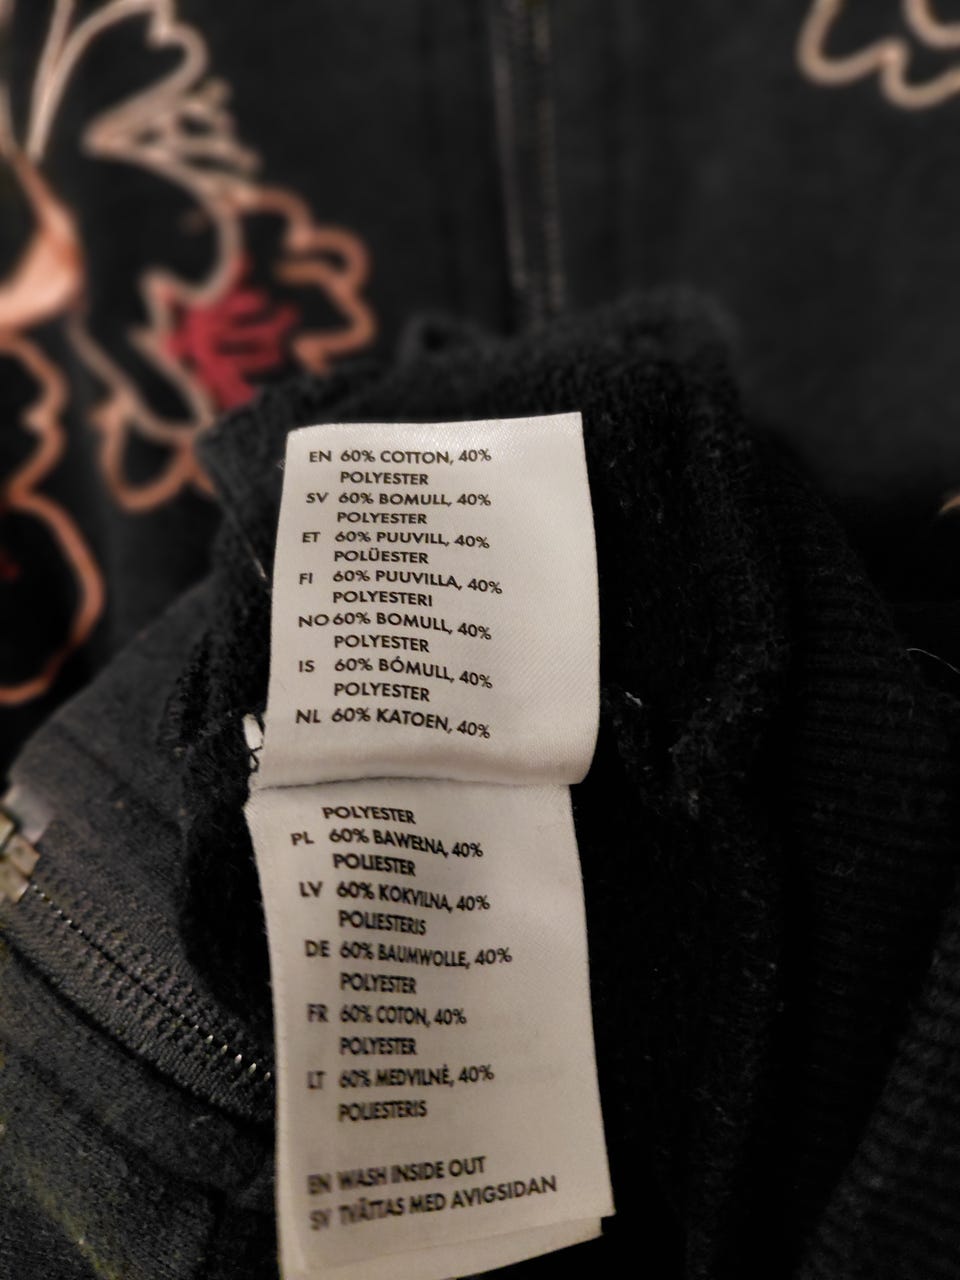 EN 60% COTTON, 40%
POLYESTER
SV 60% BOMULL, 40%
POLYESTER
ET 60% PUUVILL, 40%
POLÜESTER
FI 60% PUUVILLA, 40%
POLYESTERI
NO 60% BOMULL, 40%
POLYESTER
IS 60% BÓMULL, 40%
POLYESTER
NL 60% KATOEN, 40%
POLYESTER
PL 60% BAWEŁNA, 40%
POLIESTER
LV 60% KOKVILNA, 40%
POLIESTERIS
DE 60% BAUMWOLLE, 40%
POLYESTER
FR 60% COTON, 40%
POLYESTER
LT 60% MEDVILNĖ, 40%
POLIESTERIS
EN WASH INSIDE OUT
SV TVÄTTAS MED AVIGSIDAN